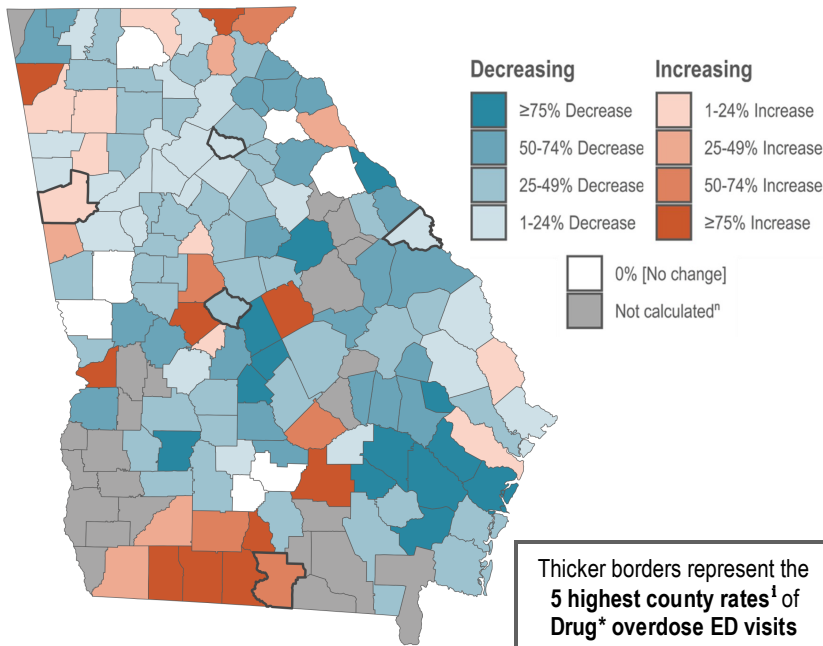 Decreasing
≥75% Decrease
50-74% Decrease
25-49% Decrease
1-24% Decrease
Increasing
1-24% Increase
25-49% Increase
50-74% Increase
≥75% Increase
0% [No change]
Not calculatedⁿ
Thicker borders represent the
5 highest county rates¹ of
Drug* overdose ED visits